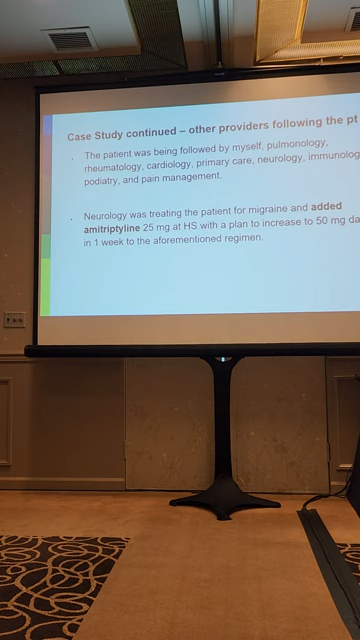 Case Study continued – other providers following the pt
The patient was being followed by myself, pulmonology,
rheumatology, cardiology, primary care, neurology, immunolog
podiatry, and pain management.
Neurology was treating the patient for migraine and added
amitriptyline 25 mg at HS with a plan to increase to 50 mg da
in 1 week to the aforementioned regimen.